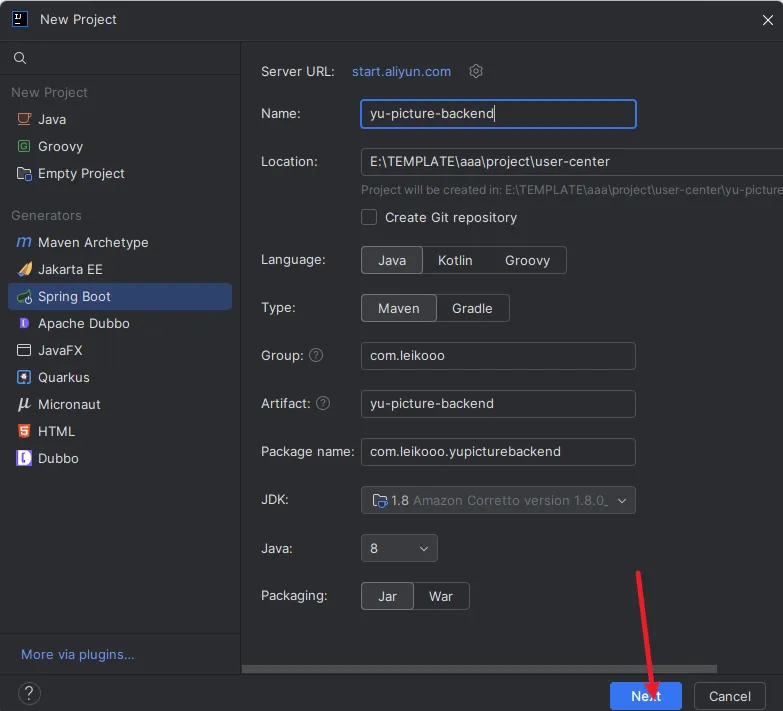 New Project
New Project
Java
Groovy
Empty Project
Generators
Maven Archetype
Jakarta EE
Spring Boot
Apache Dubbo
JavaFX
Quarkus
Micronaut
HTML
Dubbo
More via plugins...
Server URL: start.aliyun.com
Name: yu-picture-backend
Location: E:\TEMPLATE\aaa\project\user-center
Project will be created in: E:\TEMPLATE\aaa\project\user-center\yu-picture
Create Git repository
Language: Java Kotlin Groovy
Type: Maven Gradle
Group: ? com.leikooo
Artifact: ? yu-picture-backend
Package name: com.leikooo.yupicturebackend
JDK: 1.8 Amazon Corretto version 1.8.0_
Java: 8
Packaging: Jar War
? Next Cancel